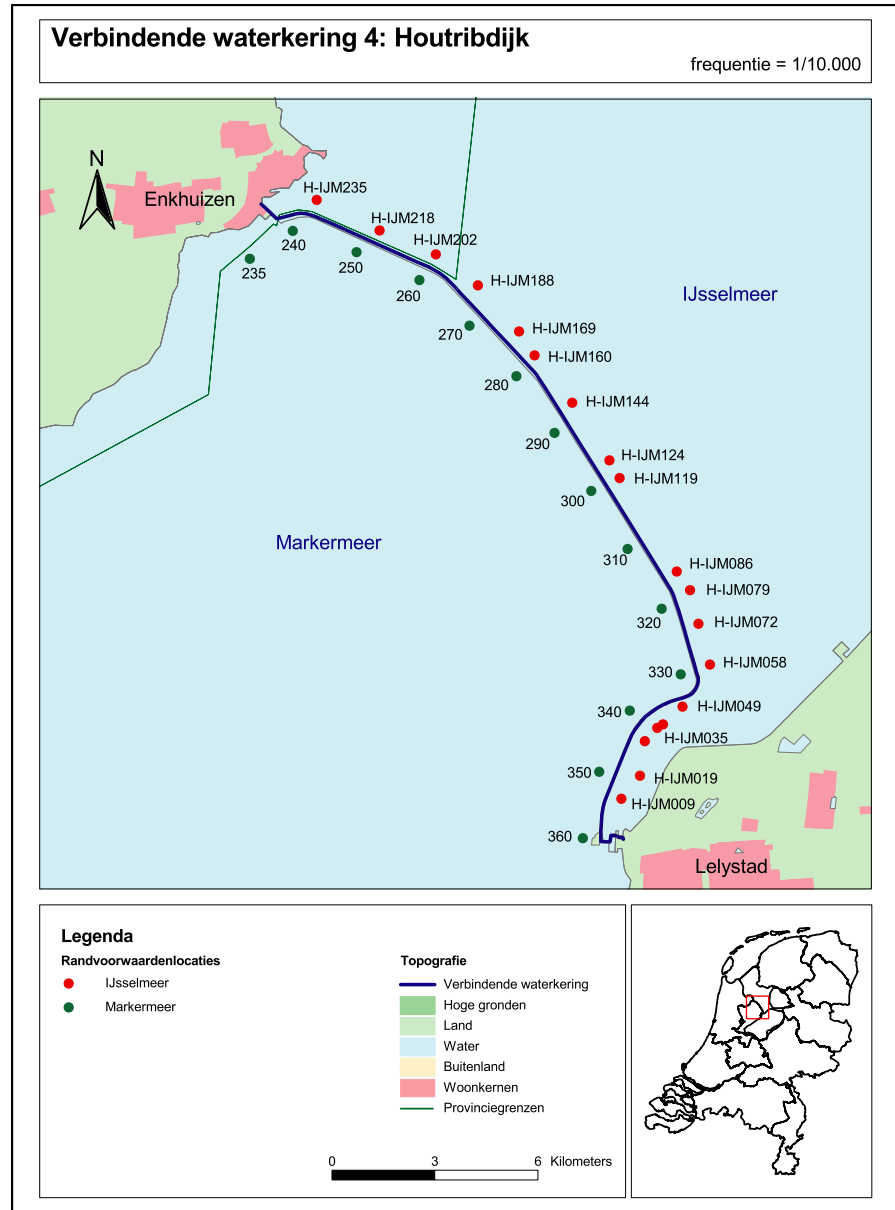 Verbindende waterkering 4: Houtribdijk
frequentie = 1/10.000
N
Enkhuizen
H-IJM235
H-IJM218
H-IJM202
H-IJM188
H-IJM169
H-IJM160
H-IJM144
H-IJM124
H-IJM119
H-IJM086
H-IJM079
H-IJM072
H-IJM058
H-IJM049
H-IJM035
H-IJM019
H-IJM009
235
240
250
260
270
280
290
300
310
320
330
340
350
360
IJsselmeer
Markermeer
Lelystad
Legenda
Randvoorwaardenlocaties
IJsselmeer
Markermeer
Topografie
Verbindende waterkering
Hoge gronden
Land
Water
Buitenland
Woonkernen
Provinciegrenzen
0 3 6 Kilometers